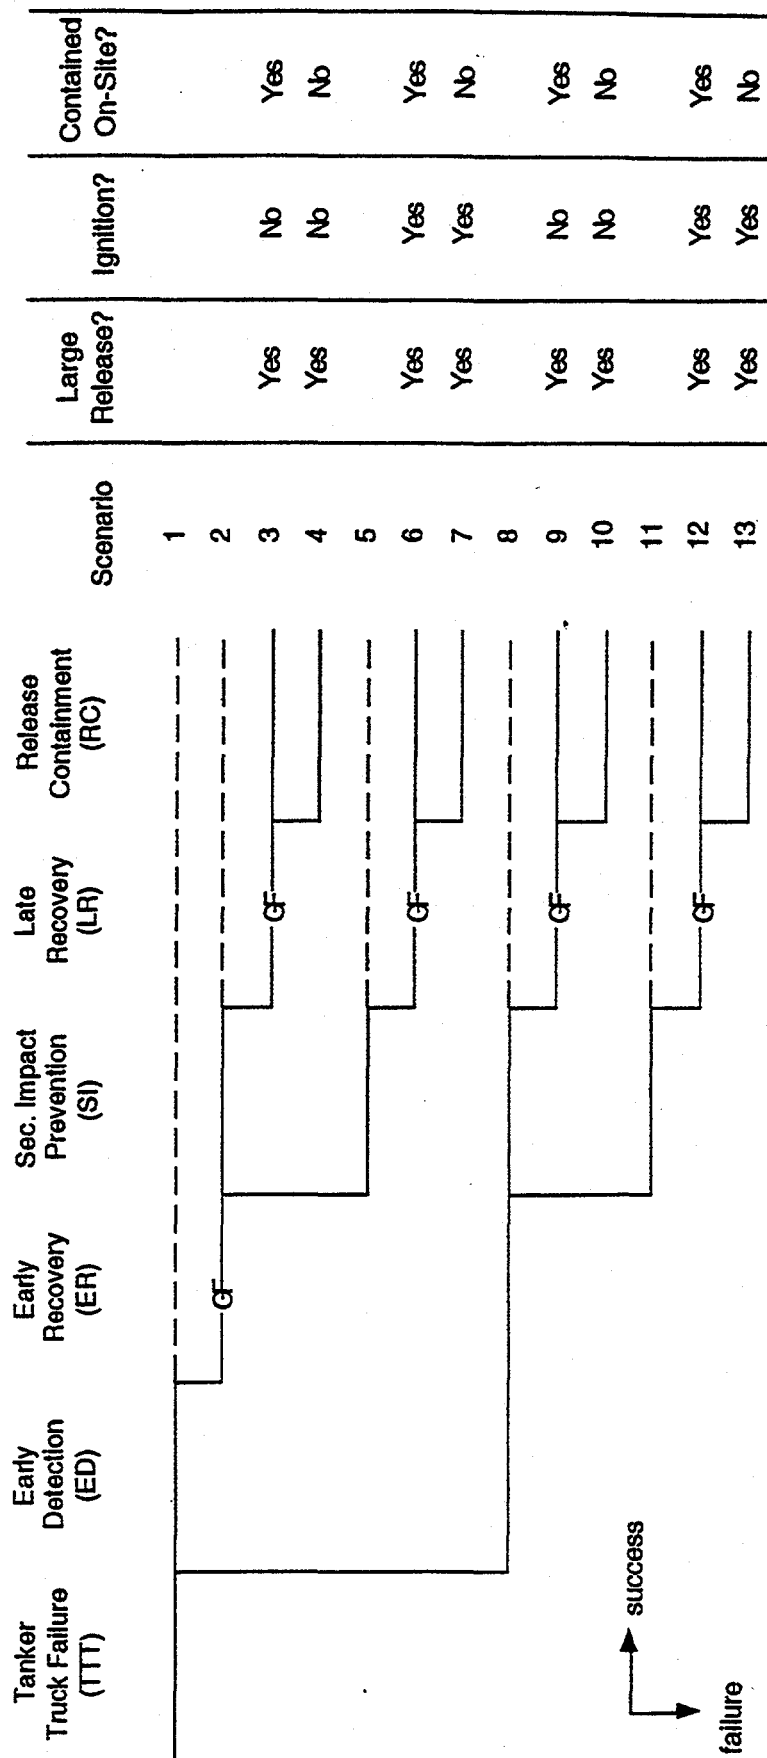 Tanker
Truck Failure
(TTT)
Early
Detection
(ED)
Early
Recovery
(ER)
Sec. Impact
Prevention
(SI)
Late
Recovery
(LR)
Release
Containment
(RC)
Scenario
Large
Release?
Ignition?
Contained
On-Site?
1
GF 2
GF 3 Yes No Yes
4 Yes No No
5
GF 6 Yes Yes Yes
7 Yes Yes No
8
GF 9 Yes No Yes
10 Yes No No
11
GF 12 Yes Yes Yes
13 Yes Yes No
success
failure